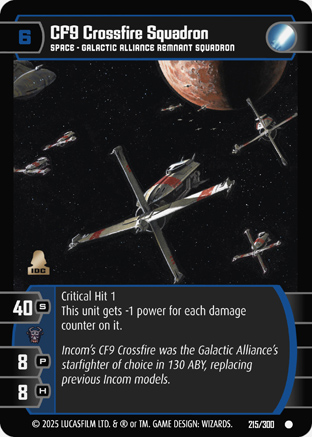 6
CF9 Crossfire Squadron
SPACE - GALACTIC ALLIANCE REMNANT SQUADRON
IDC
40 S
Critical Hit 1
This unit gets -1 power for each damage
counter on it.
8 P
Incom's CF9 Crossfire was the Galactic Alliance's
starfighter of choice in 130 ABY, replacing
previous Incom models.
8 H
© 2025 LUCASFILM LTD. & ® or TM. GAME DESIGN: WIZARDS.
215/300